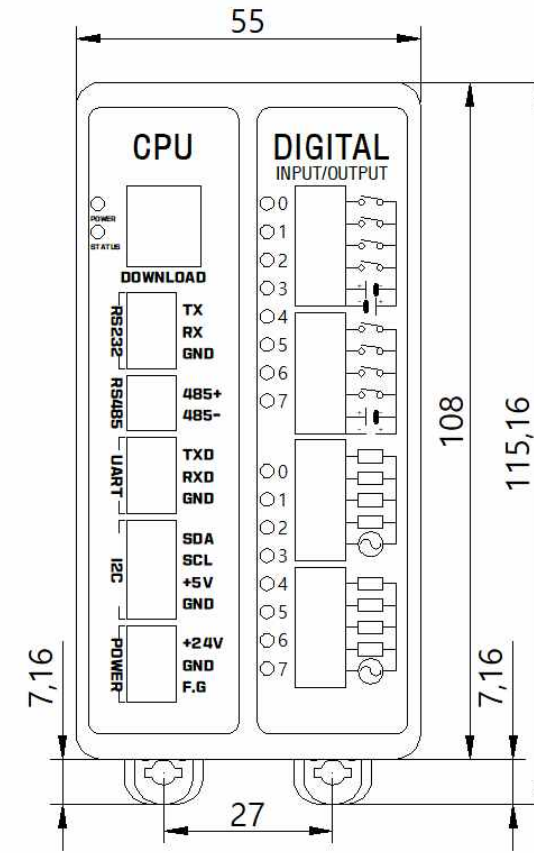 55
CPU
POWER
STATUS
DOWNLOAD
RS232
TX
RX
GND
RS485
485+
485-
UART
TXD
RXD
GND
I2C
SDA
SCL
+5V
GND
POWER
+24V
GND
F.G
DIGITAL
INPUT/OUTPUT
0
1
2
3
4
5
6
7
0
1
2
3
4
5
6
7
108
115,16
7,16
7,16
27